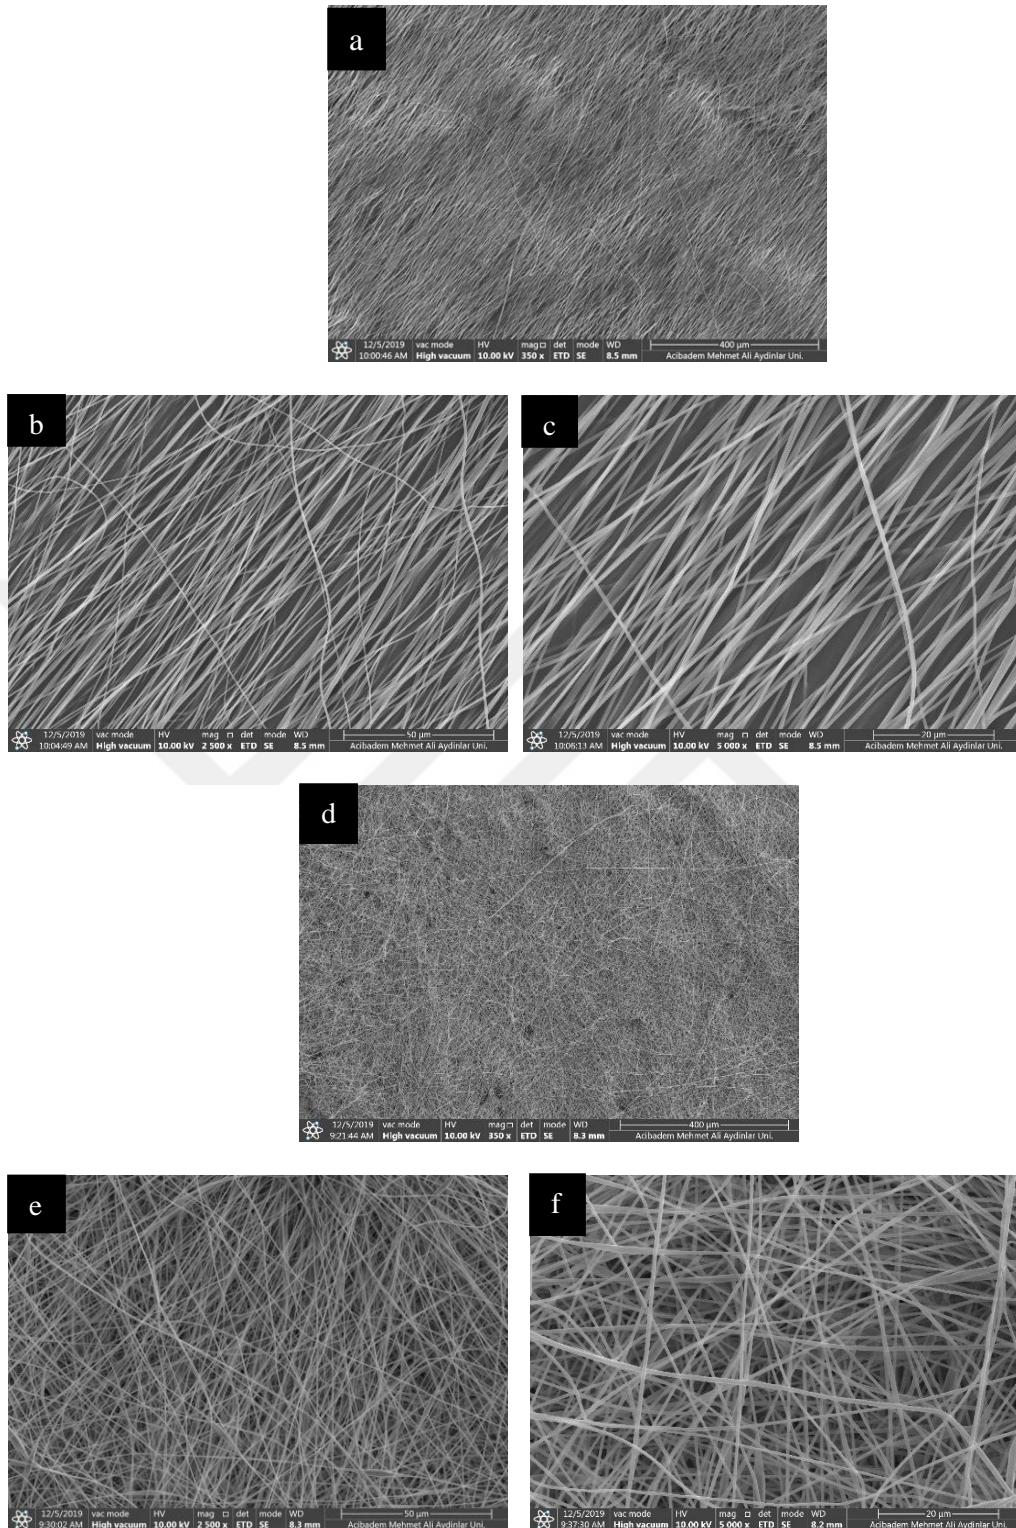 a
12/5/2019 vac mode HV mag □ det mode WD 400 µm
10:00:46 AM High vacuum 10.00 kV 350 x ETD SE 8.5 mm Acibadem Mehmet Ali Aydinlar Uni.
b
c
12/5/2019 vac mode HV mag □ det mode WD 50 µm
10:04:49 AM High vacuum 10.00 kV 2 500 x ETD SE 8.5 mm Acibadem Mehmet Ali Aydinlar Uni.
12/5/2019 vac mode HV mag □ det mode WD 20 µm
10:06:13 AM High vacuum 10.00 kV 5 000 x ETD SE 8.5 mm Acibadem Mehmet Ali Aydinlar Uni.
d
12/5/2019 vac mode HV mag □ det mode WD 400 µm
9:21:44 AM High vacuum 10.00 kV 350 x ETD SE 8.3 mm Acibadem Mehmet Ali Aydinlar Uni.
e
f
12/5/2019 vac mode HV mag □ det mode WD 50 µm
9:30:02 AM High vacuum 10.00 kV 2 500 x ETD SE 8.3 mm Acibadem Mehmet Ali Aydinlar Uni.
12/5/2019 vac mode HV mag □ det mode WD 20 µm
9:37:30 AM High vacuum 10.00 kV 5 000 x ETD SE 8.2 mm Acibadem Mehmet Ali Aydinlar Uni.